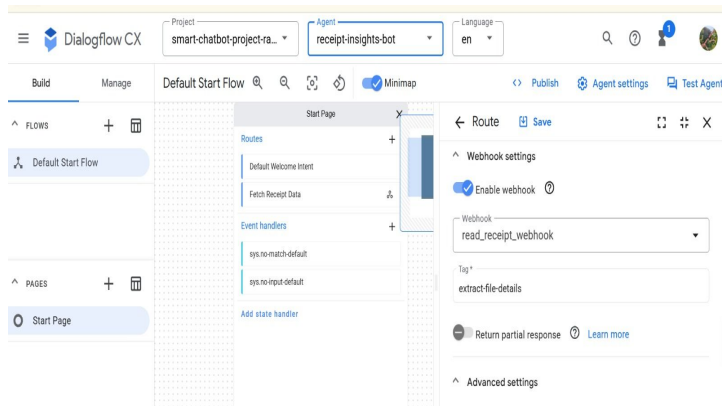 Dialogflow CX
Project
smart-chatbot-project-ra...
Agent
receipt-insights-bot
Language
en
1
Build
Manage
Default Start Flow
Minimap
Publish
Agent settings
Test Agent
FLOWS
Default Start Flow
PAGES
Start Page
Start Page
X
Routes
Default Welcome Intent
Fetch Receipt Data
Event handlers
sys.no-match-default
sys.no-input-default
Add state handler
Route
Save
Webhook settings
Enable webhook
Webhook
read_receipt_webhook
Tag *
extract-file-details
Return partial response
Learn more
Advanced settings